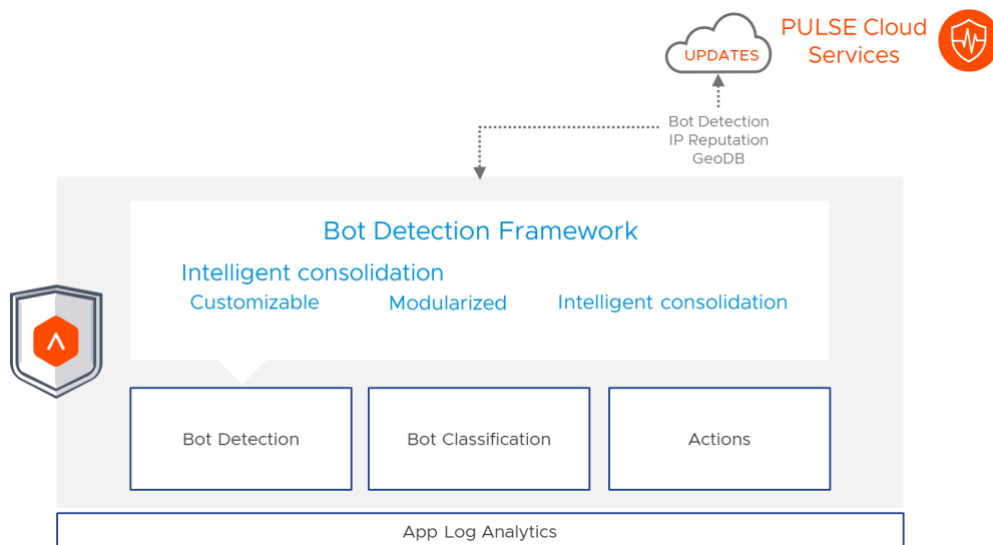 PULSE Cloud
Services
UPDATES
Bot Detection
IP Reputation
GeoDB
Bot Detection Framework
Intelligent consolidation
Customizable
Modularized
Intelligent consolidation
Bot Detection
Bot Classification
Actions
App Log Analytics